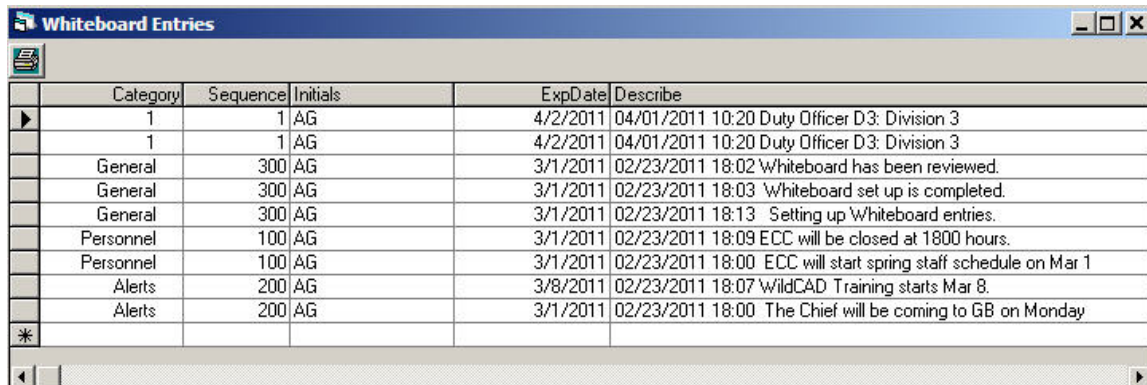 Whiteboard Entries
Category Sequence Initials ExpDate Describe
1 1 AG 4/2/2011 04/01/2011 10:20 Duty Officer D3: Division 3
1 1 AG 4/2/2011 04/01/2011 10:20 Duty Officer D3: Division 3
General 300 AG 3/1/2011 02/23/2011 18:02 Whiteboard has been reviewed.
General 300 AG 3/1/2011 02/23/2011 18:03 Whiteboard set up is completed.
General 300 AG 3/1/2011 02/23/2011 18:13 Setting up Whiteboard entries.
Personnel 100 AG 3/1/2011 02/23/2011 18:09 ECC will be closed at 1800 hours.
Personnel 100 AG 3/1/2011 02/23/2011 18:00 ECC will start spring staff schedule on Mar 1
Alerts 200 AG 3/8/2011 02/23/2011 18:07 WildCAD Training starts Mar 8.
Alerts 200 AG 3/1/2011 02/23/2011 18:00 The Chief will be coming to GB on Monday